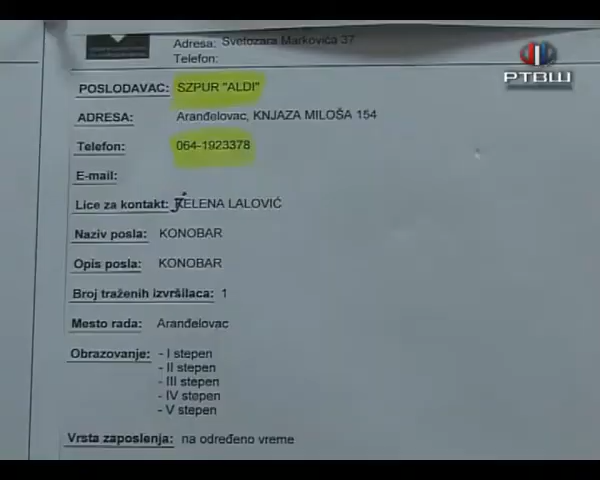 Adresa: Svetozara Markovića 37
Telefon:
РТВШ
POSLODAVAC: SZPUR "ALDI"
ADRESA: Aranđelovac, KNJAZA MILOŠA 154
Telefon: 064-1923378
E-mail:
Lice za kontakt: JELENA LALOVIĆ
Naziv posla: KONOBAR
Opis posla: KONOBAR
Broj traženih izvršilaca: 1
Mesto rada: Aranđelovac
Obrazovanje: - I stepen
- II stepen
- III stepen
- IV stepen
- V stepen
Vrsta zaposlenja: na određeno vreme